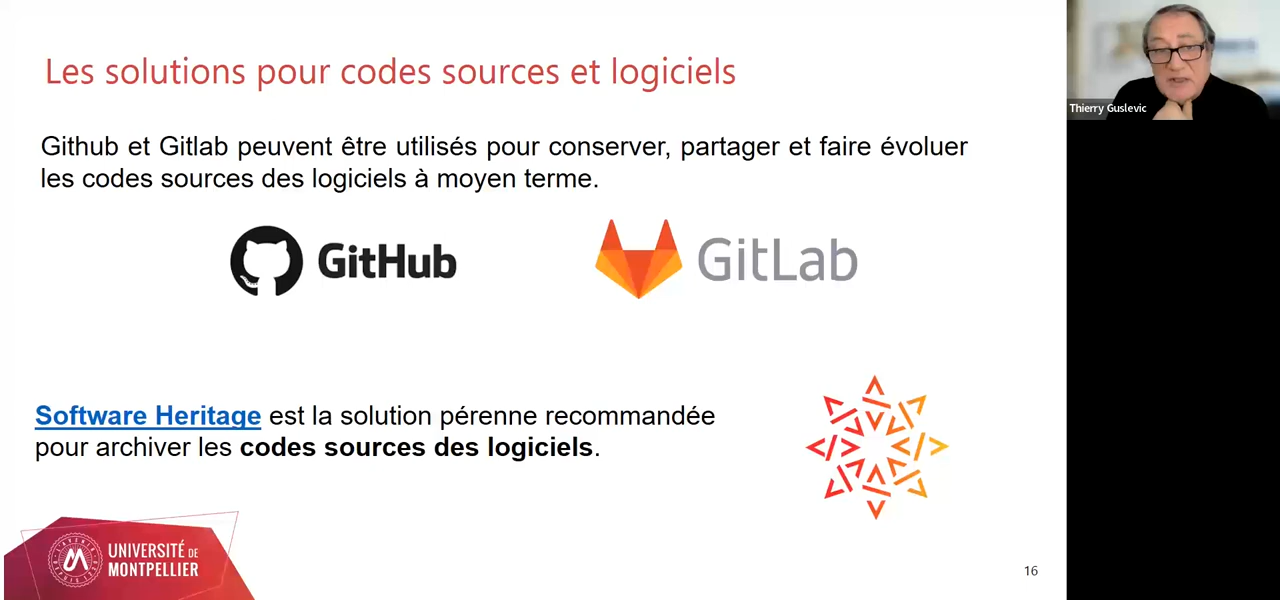 Les solutions pour codes sources et logiciels
Github et Gitlab peuvent être utilisés pour conserver, partager et faire évoluer
les codes sources des logiciels à moyen terme.
GitHub
GitLab
Software Heritage est la solution pérenne recommandée
pour archiver les codes sources des logiciels.
UNIVERSITÉ DE
MONTPELLIER
16
Thierry Guslevic